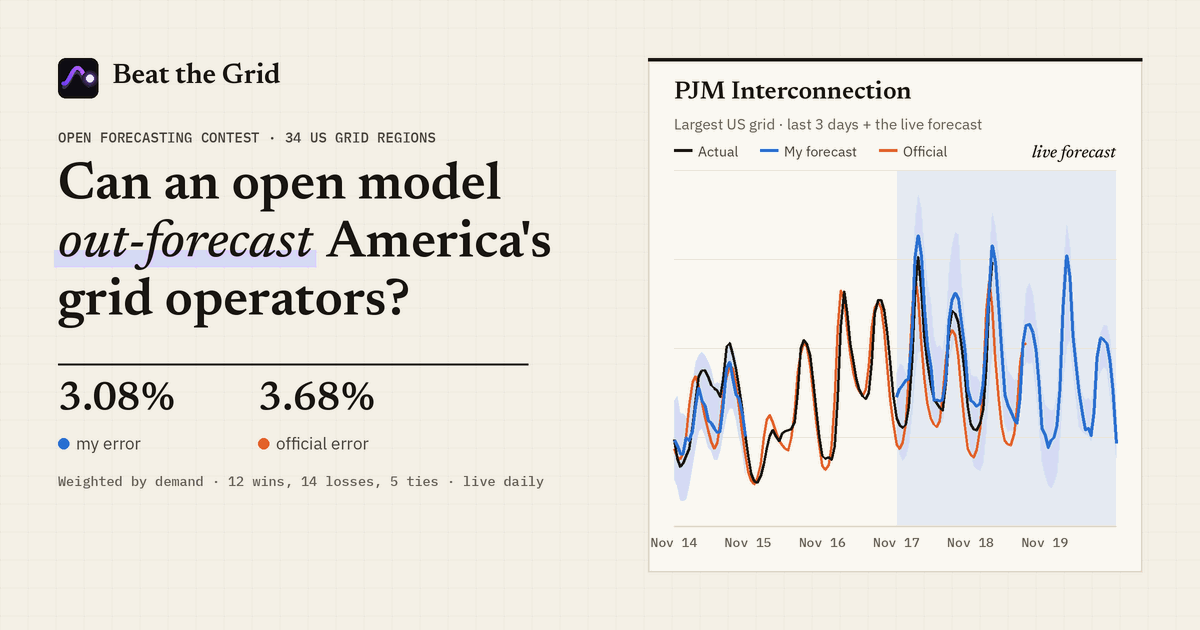 Beat the Grid
OPEN FORECASTING CONTEST · 34 US GRID REGIONS
Can an open model
out-forecast America's
grid operators?
3.08%
3.68%
my error
official error
Weighted by demand · 12 wins, 14 losses, 5 ties · live daily
PJM Interconnection
Largest US grid · last 3 days + the live forecast
Actual
My forecast
Official
live forecast
Nov 14
Nov 15
Nov 16
Nov 17
Nov 18
Nov 19